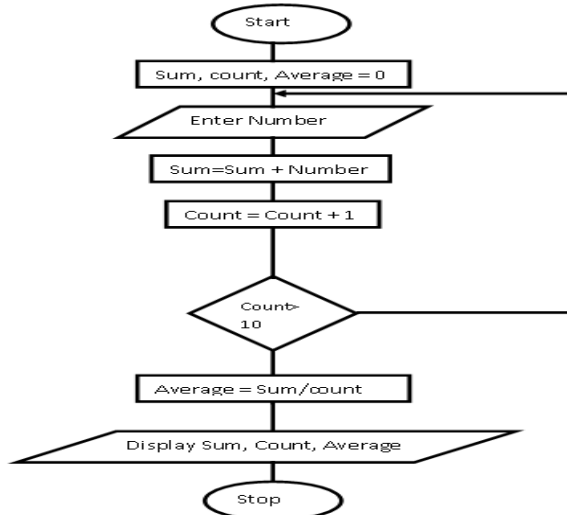 Start
Sum, count, Average = 0
Enter Number
Sum=Sum + Number
Count = Count + 1
Count>
10
Average = Sum/count
Display Sum, Count, Average
Stop